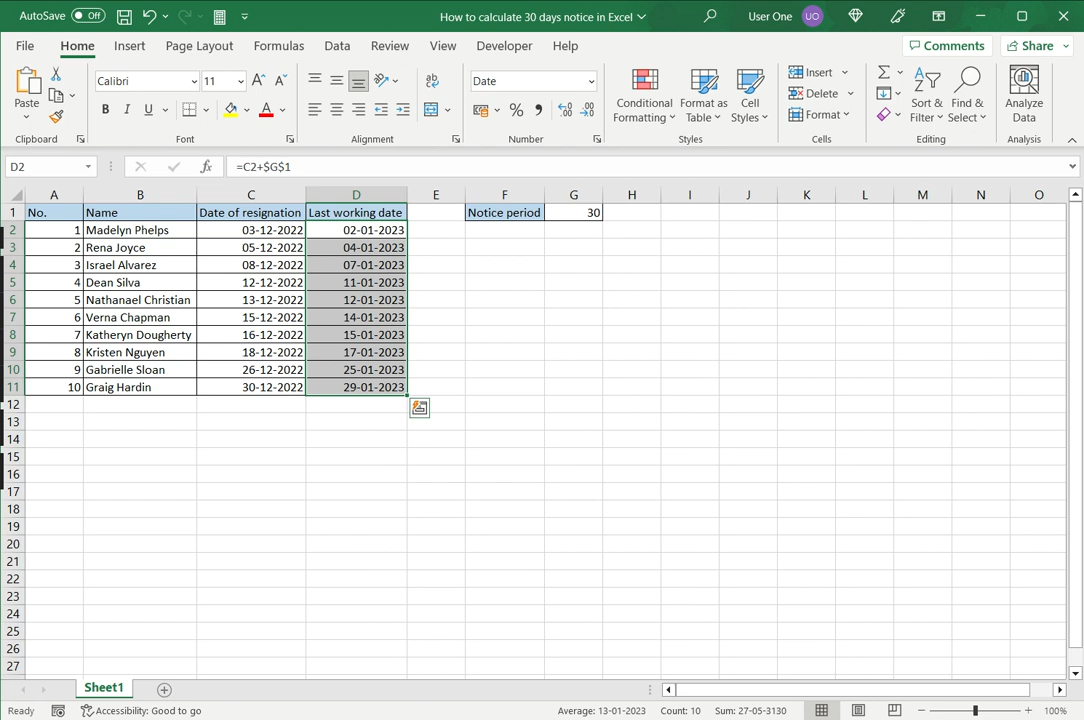 AutoSave Off How to calculate 30 days notice in Excel User One UO
File Home Insert Page Layout Formulas Data Review View Developer Help Comments Share
Paste Calibri 11 Date Conditional Formatting Format as Table Cell Styles Insert Delete Format Sort & Filter Find & Select Analyze Data
Clipboard Font Alignment Number Styles Cells Editing Analysis
D2 fx =C2+$G$1
A B C D E F G H I J K L M N O
1 No. Name Date of resignation Last working date Notice period 30
2 1 Madelyn Phelps 03-12-2022 02-01-2023
3 2 Rena Joyce 05-12-2022 04-01-2023
4 3 Israel Alvarez 08-12-2022 07-01-2023
5 4 Dean Silva 12-12-2022 11-01-2023
6 5 Nathanael Christian 13-12-2022 12-01-2023
7 6 Verna Chapman 15-12-2022 14-01-2023
8 7 Katheryn Dougherty 16-12-2022 15-01-2023
9 8 Kristen Nguyen 18-12-2022 17-01-2023
10 9 Gabrielle Sloan 26-12-2022 25-01-2023
11 10 Graig Hardin 30-12-2022 29-01-2023
12
13
14
15
16
17
18
19
20
21
22
23
24
25
26
27
Sheet1
Ready Accessibility: Good to go Average: 13-01-2023 Count: 10 Sum: 27-05-3130 100%